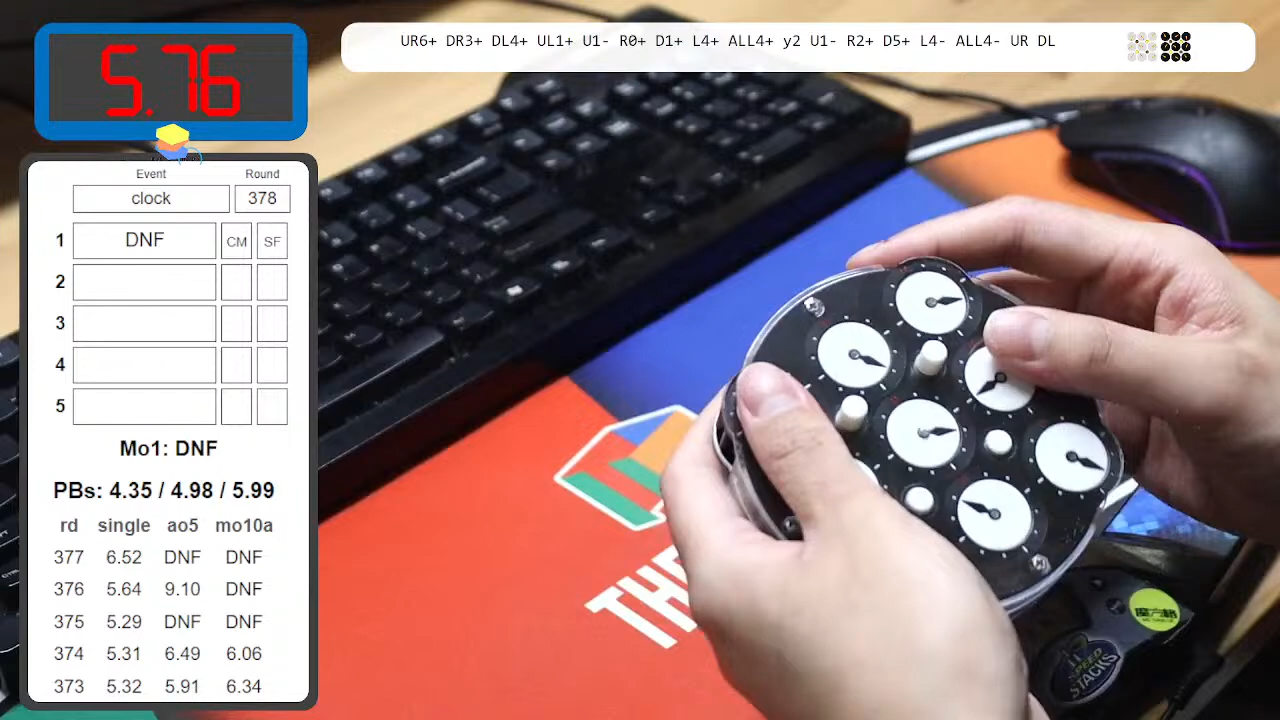 5.76
UR6+ DR3+ DL4+ UL1+ U1- R0+ D1+ L4+ ALL4+ y2 U1- R2+ D5+ L4- ALL4- UR DL
Event Round
clock 378
1 DNF CM SF
2
3
4
5
Mo1: DNF
PBs: 4.35 / 4.98 / 5.99
rd single ao5 mo10a
377 6.52 DNF DNF
376 5.64 9.10 DNF
375 5.29 DNF DNF
374 5.31 6.49 6.06
373 5.32 5.91 6.34
THE
SPEED
STACKS